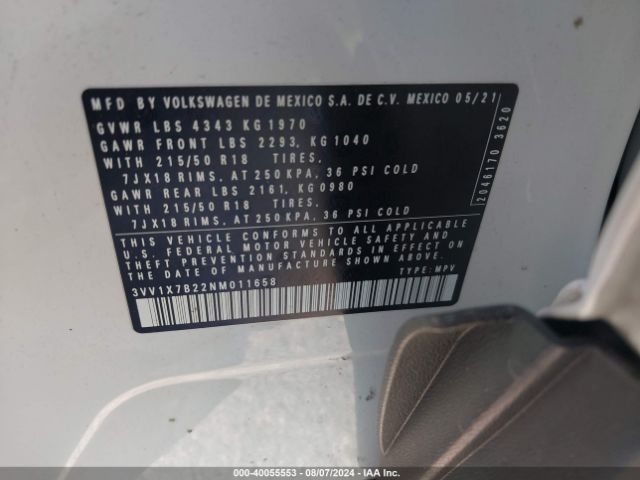 MFD BY VOLKSWAGEN DE MEXICO S.A. DE C.V. MEXICO 05/21
GVWR LBS 4343 KG 1970
GAWR FRONT LBS 2293, KG 1040
WITH 215/50 R18 TIRES,
7JX18 RIMS, AT 250 KPA, 36 PSI COLD
GAWR REAR LBS 2161, KG 0980
WITH 215/50 R18 TIRES,
7JX18 RIMS, AT 250 KPA, 36 PSI COLD
THIS VEHICLE CONFORMS TO ALL APPLICABLE
U.S. FEDERAL MOTOR VEHICLE SAFETY AND
THEFT PREVENTION STANDARDS IN EFFECT ON
THE DATE OF MANUFACTURE SHOWN ABOVE.
3VV1X7B22NM011658 TYPE: MPV
2046170 3620
000-40055553 - 08/07/2024 - IAA Inc.